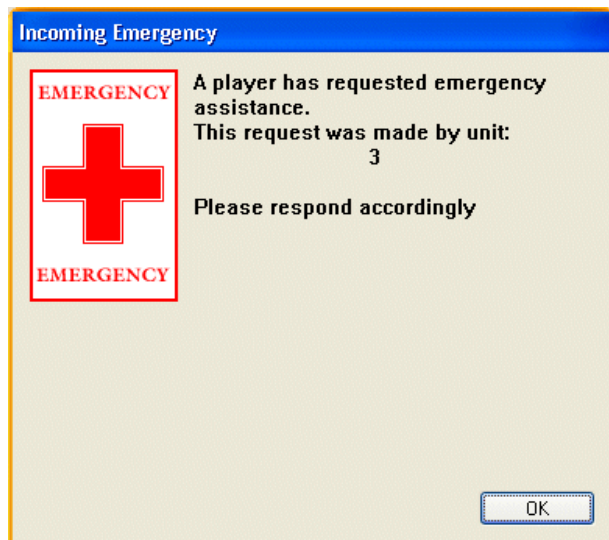 Incoming Emergency
EMERGENCY
A player has requested emergency
assistance.
This request was made by unit:
3
Please respond accordingly
EMERGENCY
OK